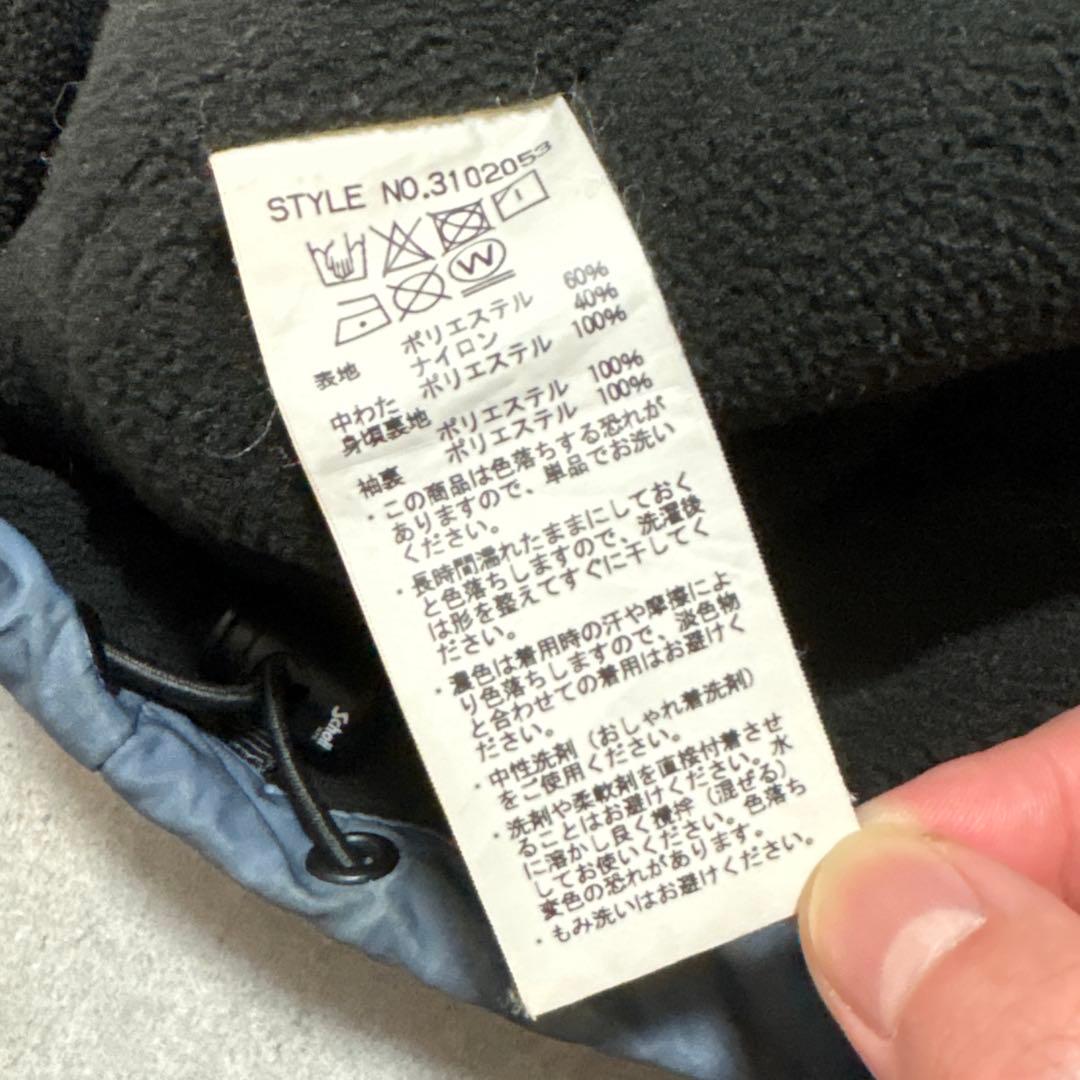 STYLE NO.3102053
W
表地 ポリエステル 60%
ナイロン 40%
中わた ポリエステル 100%
身頃裏地 ポリエステル 100%
袖裏 ポリエステル 100%
・この商品は色落ちする恐れが
ありますので、単品でお洗い
ください。
・長時間濡れたままにしておく
と色落ちしますので、洗濯後
は形を整えてすぐに干してく
ださい。
・濃色は着用時の汗や摩擦によ
り色落ちしますので、淡色物
と合わせての着用はお避けく
ださい。
・中性洗剤（おしゃれ着洗剤）
をご使用ください。
・洗剤や柔軟剤を直接付着させ
ることはお避けください。水
に溶かし良く攪拌（混ぜる）
してお使いください。色落ち
変色の恐れがあります。
・もみ洗いはお避けください。
Schott